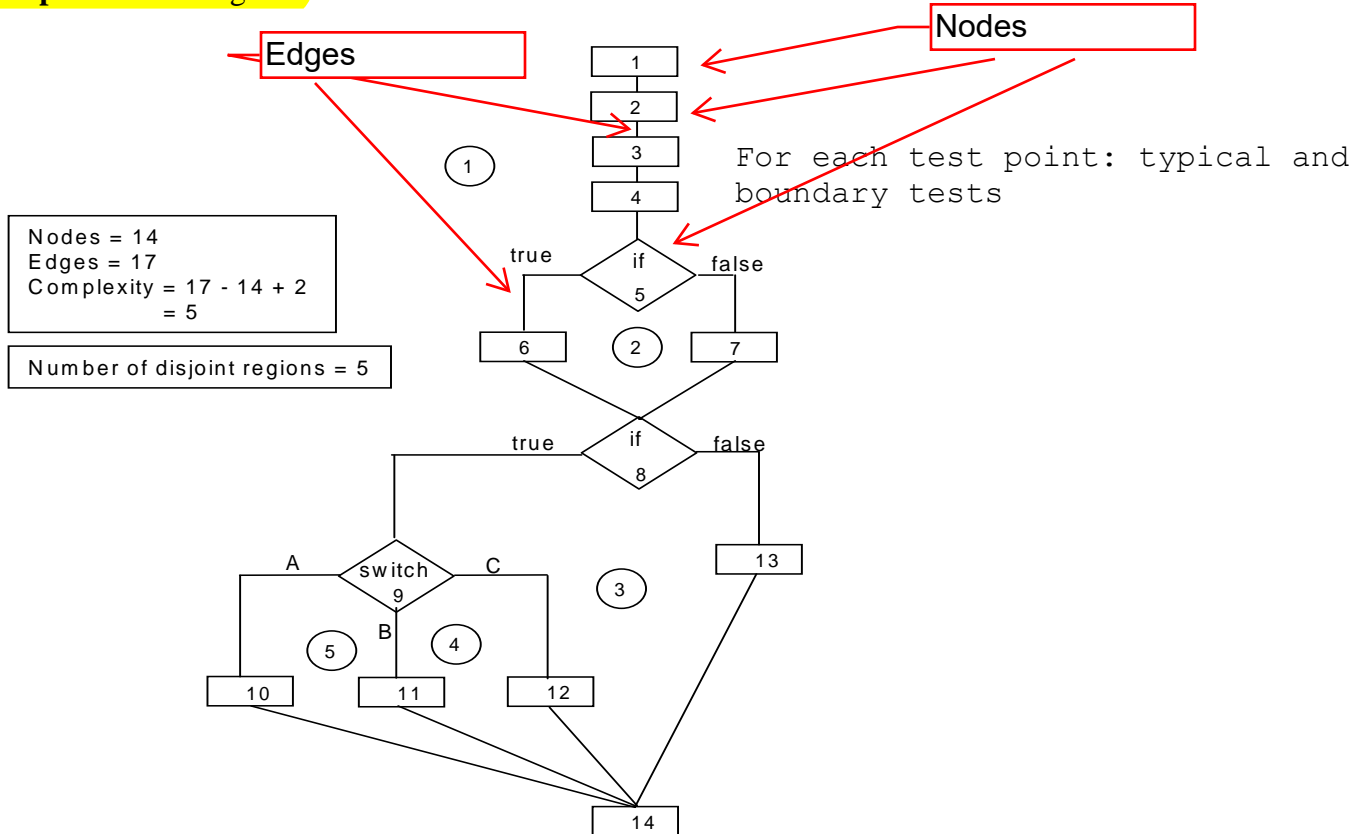 Edges
Nodes
1
2
3
For each test point: typical and
boundary tests
1
4
Nodes = 14
Edges = 17
Complexity = 17 - 14 + 2
= 5
true
if
false
5
Number of disjoint regions = 5
6
2
7
true
if
false
8
A
switch
C
13
9
3
B
5
4
10
11
12
14